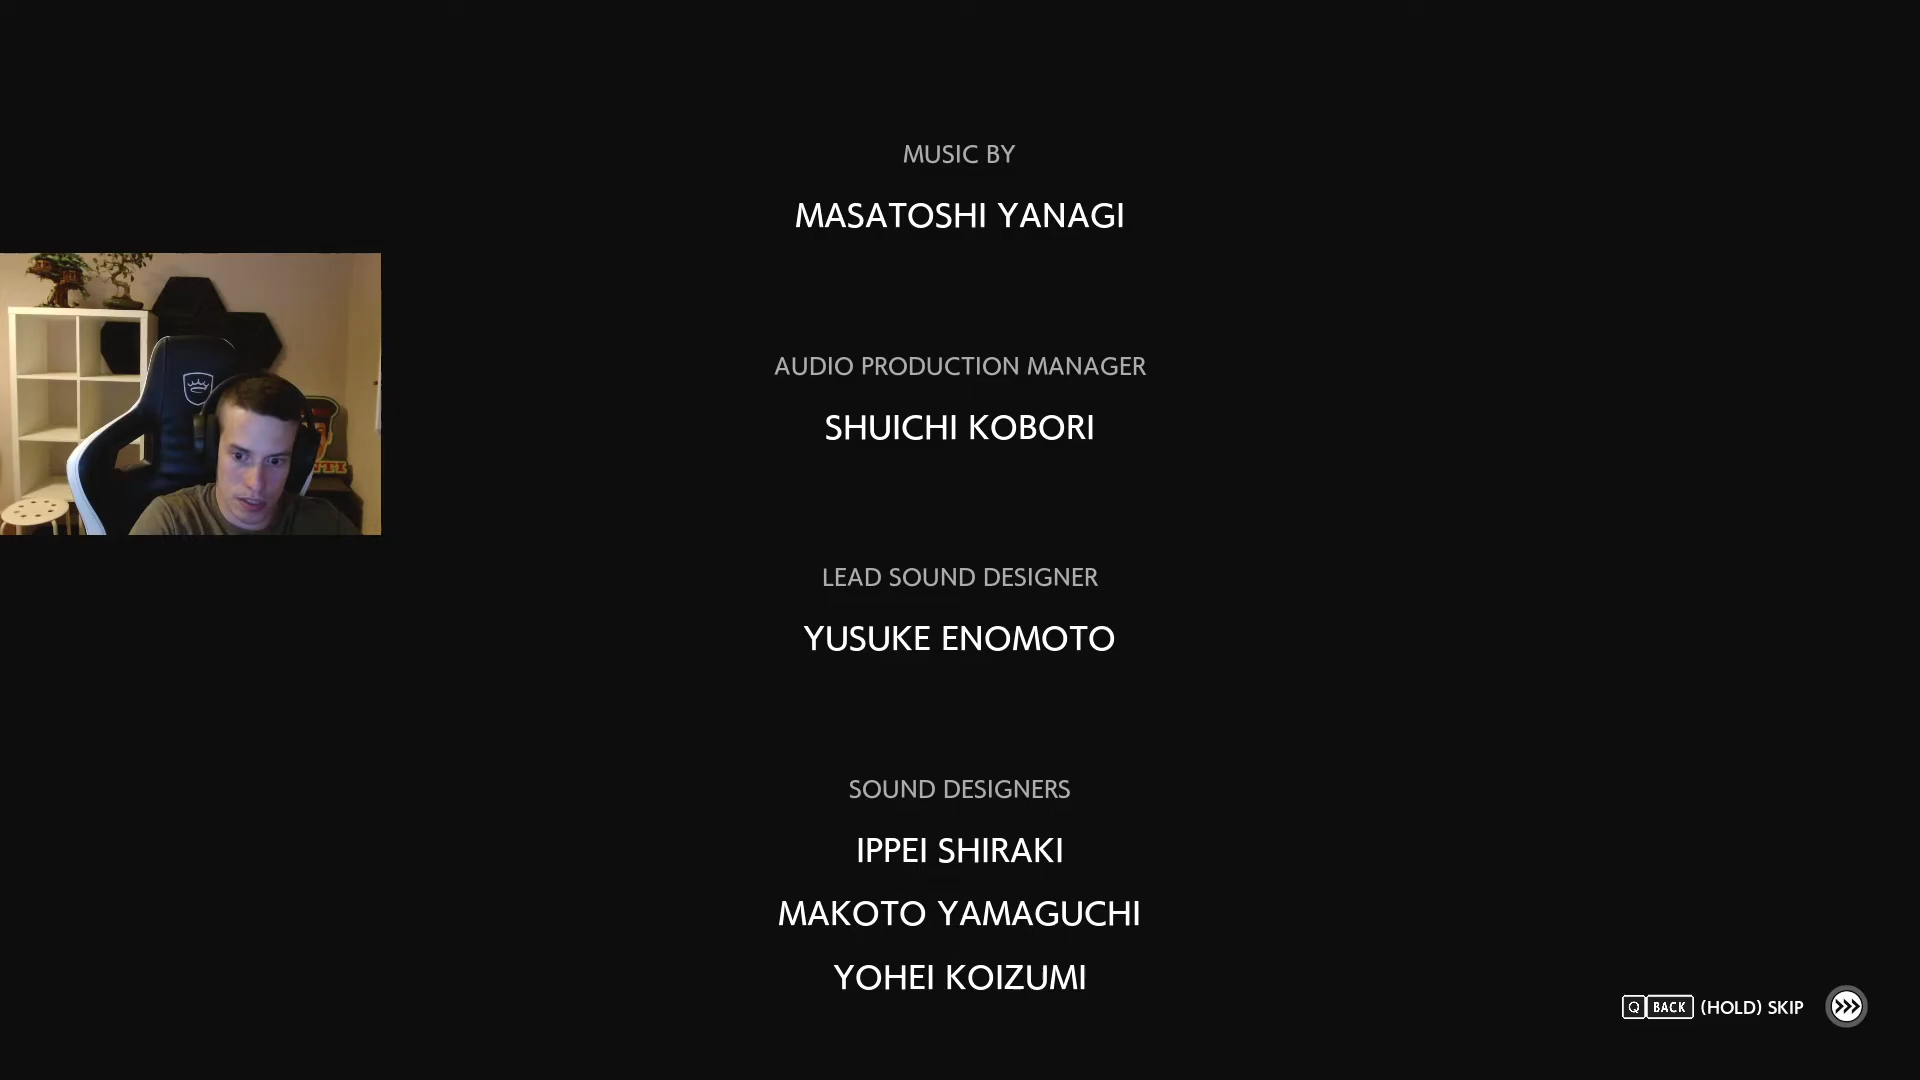 MUSIC BY
MASATOSHI YANAGI
AUDIO PRODUCTION MANAGER
SHUICHI KOBORI
LEAD SOUND DESIGNER
YUSUKE ENOMOTO
SOUND DESIGNERS
IPPEI SHIRAKI
MAKOTO YAMAGUCHI
YOHEI KOIZUMI
Q BACK (HOLD) SKIP